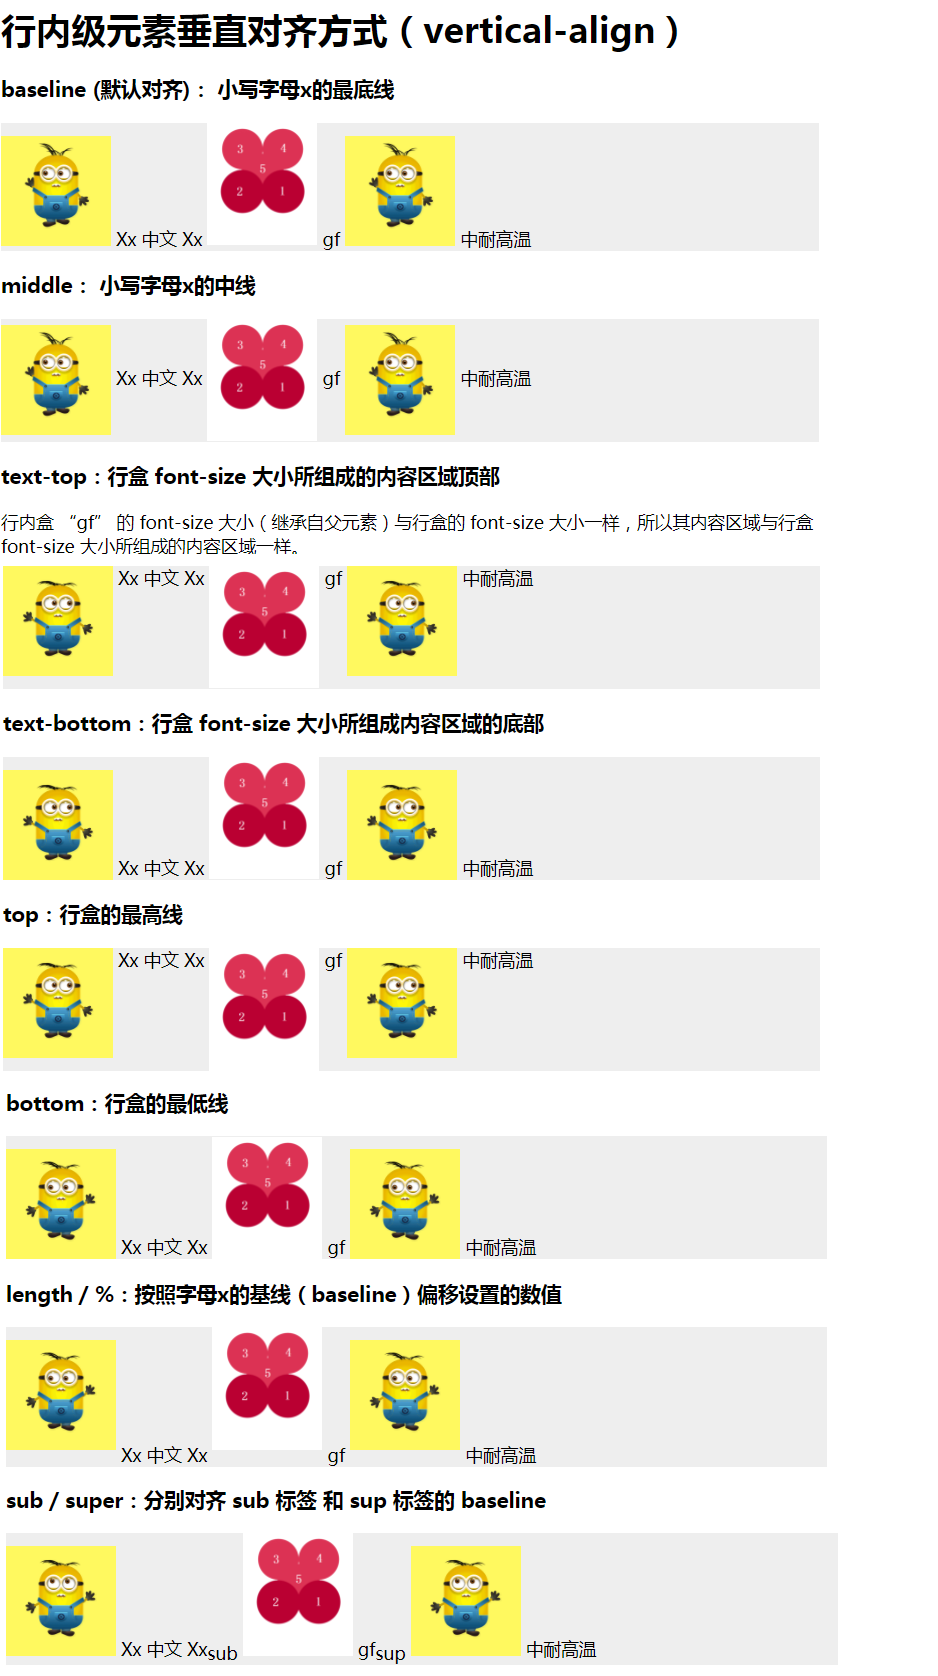 行内级元素垂直对齐方式（vertical-align）
baseline (默认对齐)： 小写字母x的最底线
3 4
5
2 1
Xx 中文 Xx gf 中耐高温
middle： 小写字母x的中线
3 4
5
2 1
Xx 中文 Xx gf 中耐高温
text-top：行盒 font-size 大小所组成的内容区域顶部
行内盒 “gf” 的 font-size 大小（继承自父元素）与行盒的 font-size 大小一样，所以其内容区域与行盒
font-size 大小所组成的内容区域一样。
Xx 中文 Xx gf 中耐高温
3 4
5
2 1
text-bottom：行盒 font-size 大小所组成内容区域的底部
3 4
5
2 1
Xx 中文 Xx gf 中耐高温
top：行盒的最高线
Xx 中文 Xx gf 中耐高温
3 4
5
2 1
bottom：行盒的最低线
3 4
5
2 1
Xx 中文 Xx gf 中耐高温
length / %：按照字母x的基线（baseline）偏移设置的数值
3 4
5
2 1
Xx 中文 Xx gf 中耐高温
sub / super：分别对齐 sub 标签 和 sup 标签的 baseline
3 4
5
2 1
Xx 中文 Xxsub gfsup 中耐高温